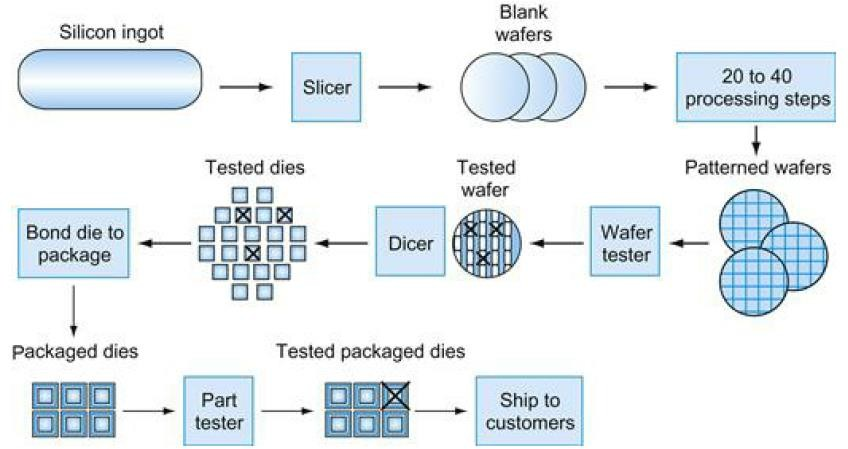 Silicon ingot
Slicer
Blank
wafers
20 to 40
processing steps
Patterned wafers
Wafer
tester
Tested
wafer
Dicer
Tested dies
Bond die to
package
Packaged dies
Part
tester
Tested packaged dies
Ship to
customers